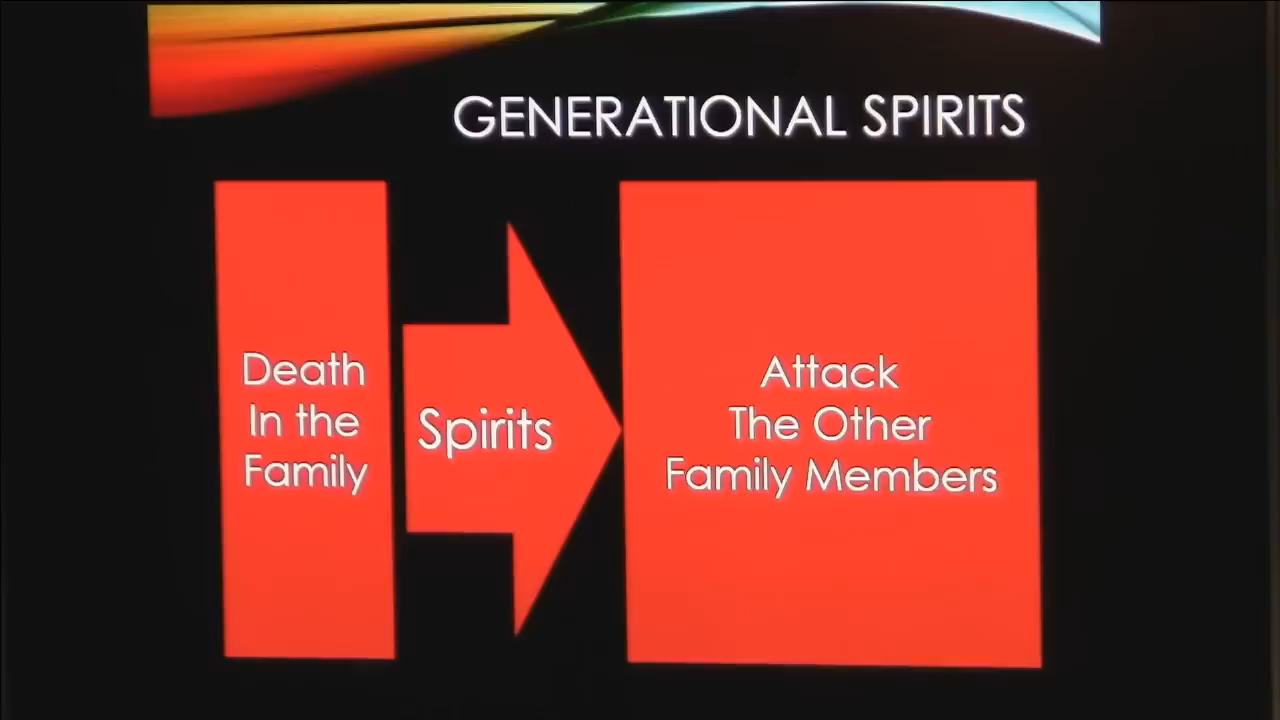 GENERATIONAL SPIRITS
Death
In the
Family
Spirits
Attack
The Other
Family Members